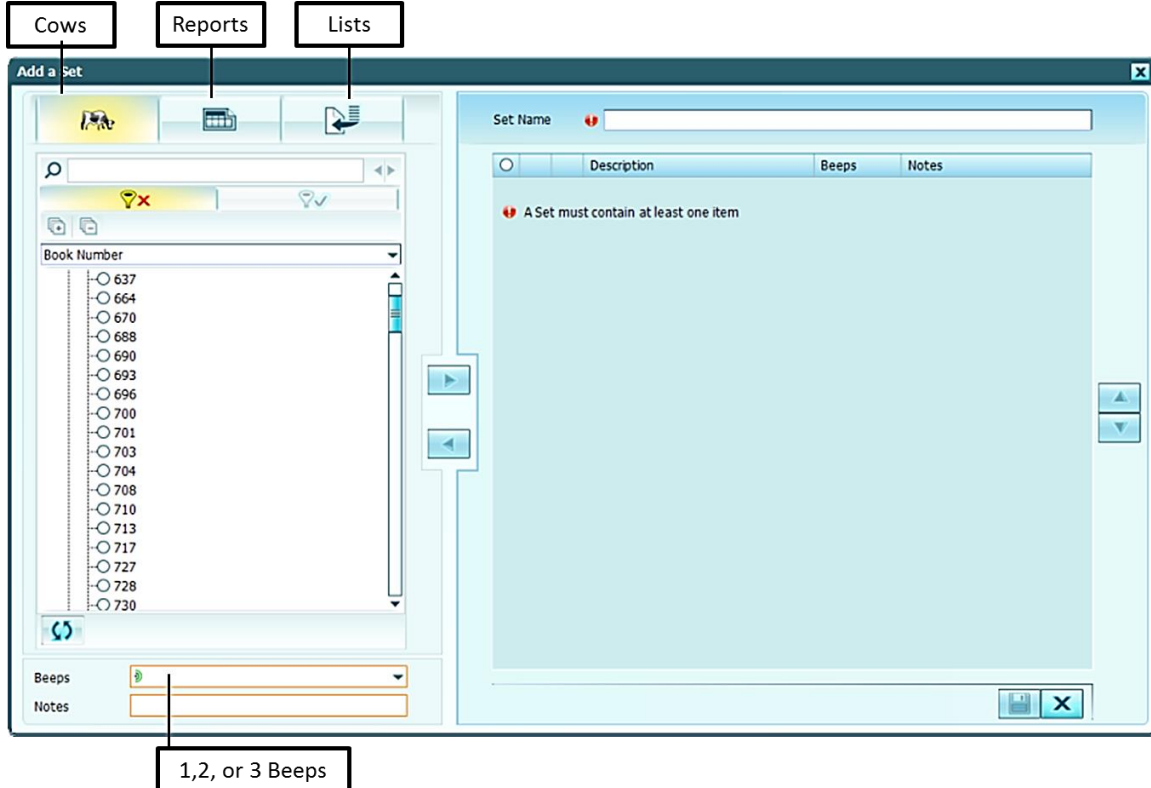 Cows
Reports
Lists
Add a Set
Set Name
Description Beeps Notes
A Set must contain at least one item
Book Number
637
664
670
688
690
693
696
700
701
703
704
708
710
713
717
727
728
730
Beeps
Notes
1,2, or 3 Beeps